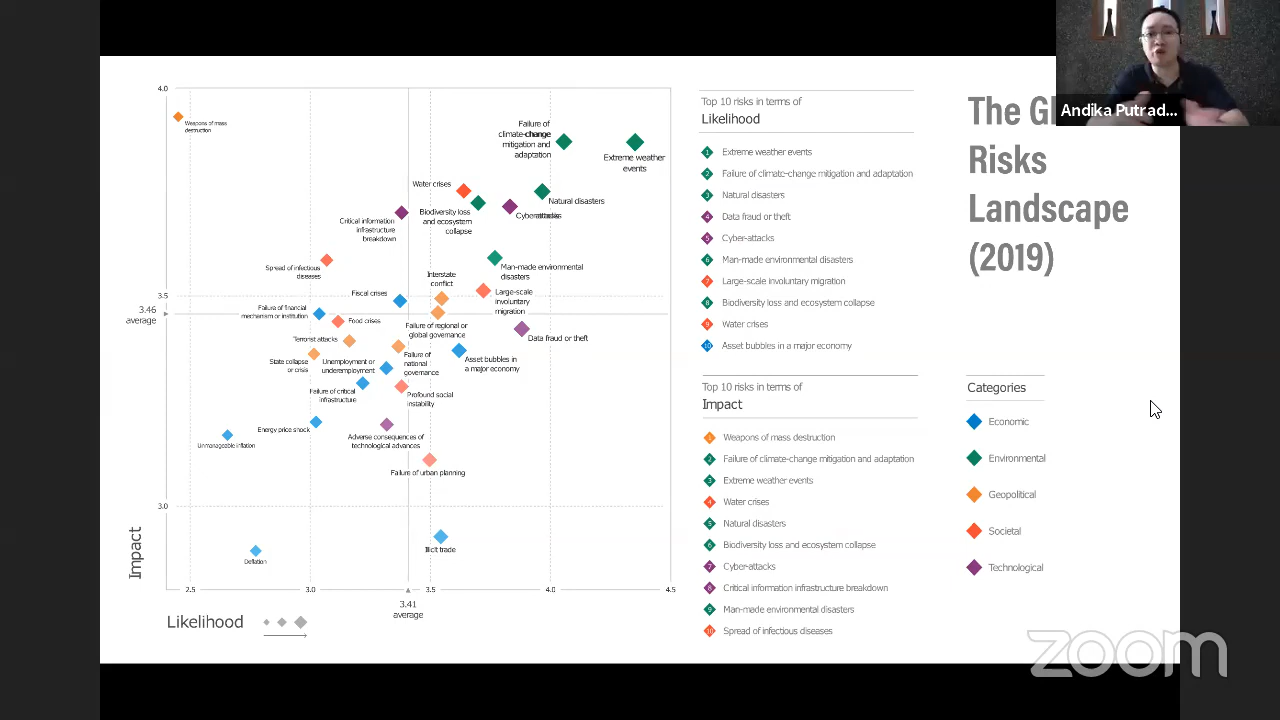 Andika Putrad...
The Gl
Risks
Landscape
(2019)
4.0
3.5
3.46
average
3.0
Impact
2.5
3.0
3.5
4.0
4.5
3.41
average
Likelihood
Weapons of mass
destruction
Failure of
climate-change
mitigation and
adaptation
Extreme weather
events
Water crises
Natural disasters
Biodiversity loss
and ecosystem
collapse
Cyber-attacks
Critical information
infrastructure
breakdown
Spread of infectious
diseases
Man-made environmental
disasters
Interstate
conflict
Large-scale
involuntary
migration
Fiscal crises
Failure of financial
mechanism or institution
Food crises
Failure of regional or
global governance
Data fraud or theft
Terrorist attacks
State collapse
or crisis
Unemployment or
underemployment
Failure of
national
governance
Asset bubbles in
a major economy
Failure of critical
infrastructure
Profound social
instability
Energy price shock
Unmanageable inflation
Adverse consequences of
technological advances
Failure of urban planning
Illicit trade
Deflation
Top 10 risks in terms of
Likelihood
1 Extreme weather events
2 Failure of climate-change mitigation and adaptation
3 Natural disasters
4 Data fraud or theft
5 Cyber-attacks
6 Man-made environmental disasters
7 Large-scale involuntary migration
8 Biodiversity loss and ecosystem collapse
9 Water crises
10 Asset bubbles in a major economy
Top 10 risks in terms of
Impact
1 Weapons of mass destruction
2 Failure of climate-change mitigation and adaptation
3 Extreme weather events
4 Water crises
5 Natural disasters
6 Biodiversity loss and ecosystem collapse
7 Cyber-attacks
8 Critical information infrastructure breakdown
9 Man-made environmental disasters
10 Spread of infectious diseases
Categories
Economic
Environmental
Geopolitical
Societal
Technological
zoom